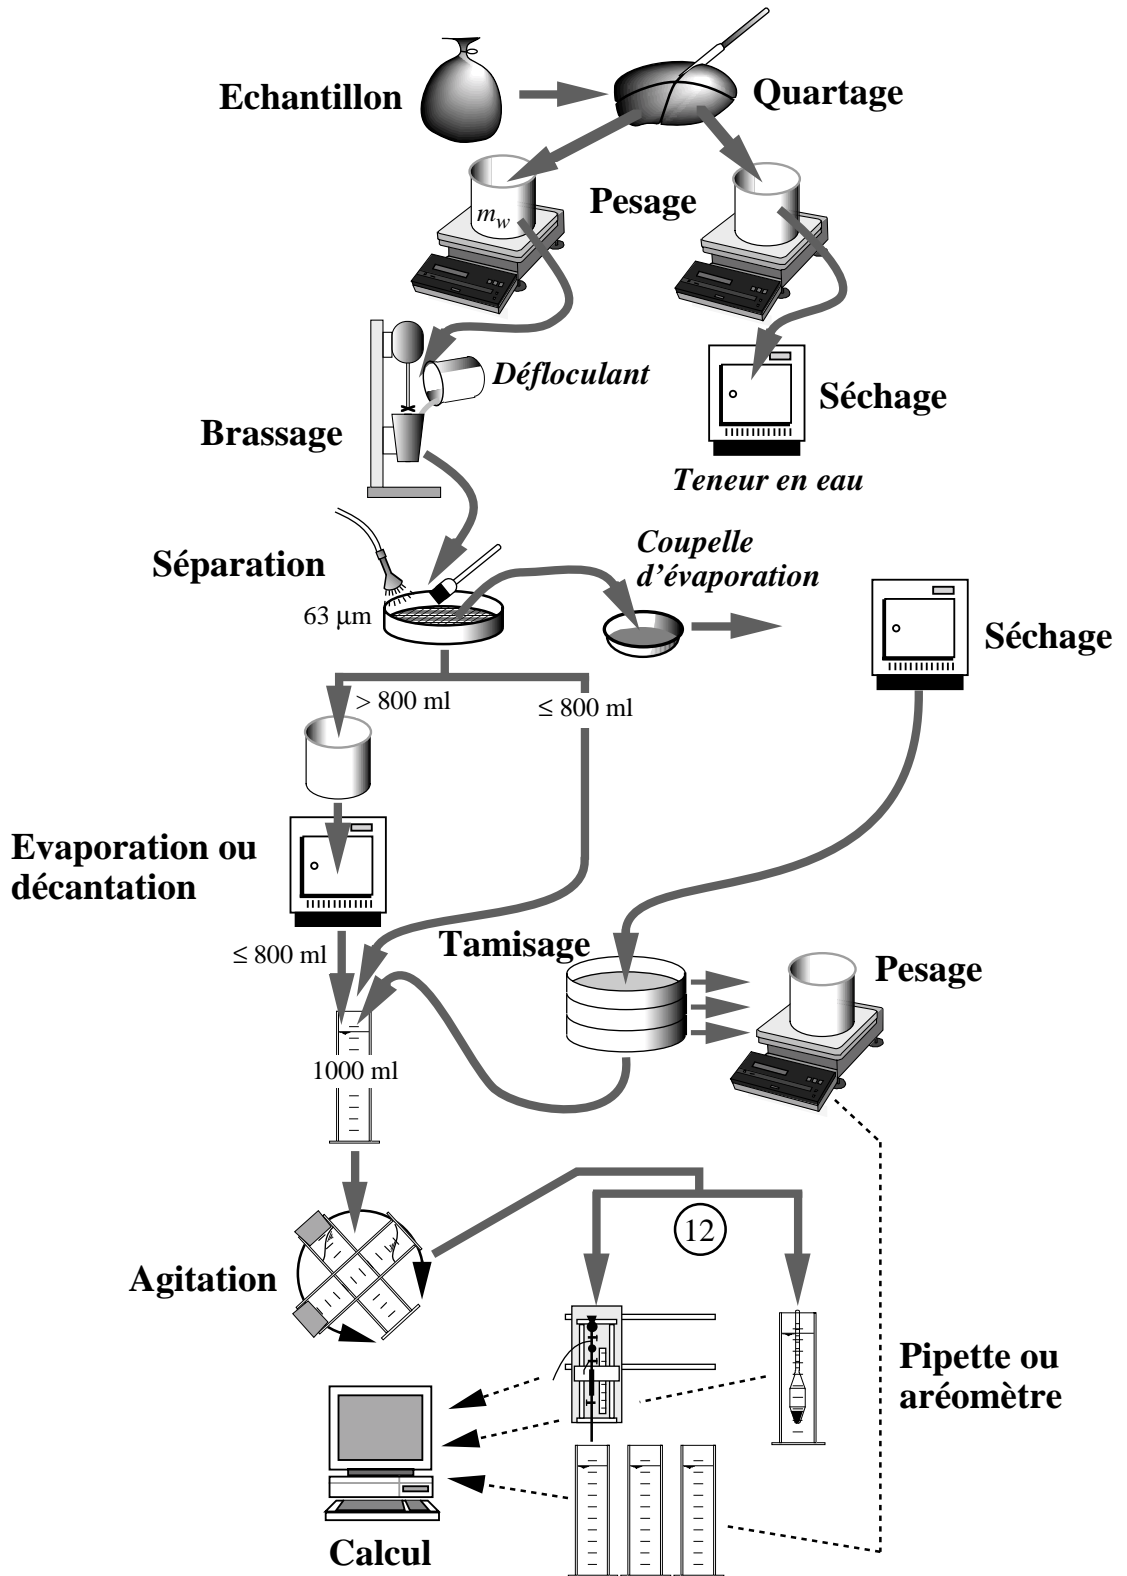 Echantillon
Quartage
Pesage
m_w
Défloculant
Brassage
Séchage
Teneur en eau
Séparation
63 μm
Coupelle
d’évaporation
Séchage
> 800 ml
≤ 800 ml
Evaporation ou
décantation
≤ 800 ml
Tamisage
Pesage
1000 ml
12
Agitation
Pipette ou
aréomètre
Calcul